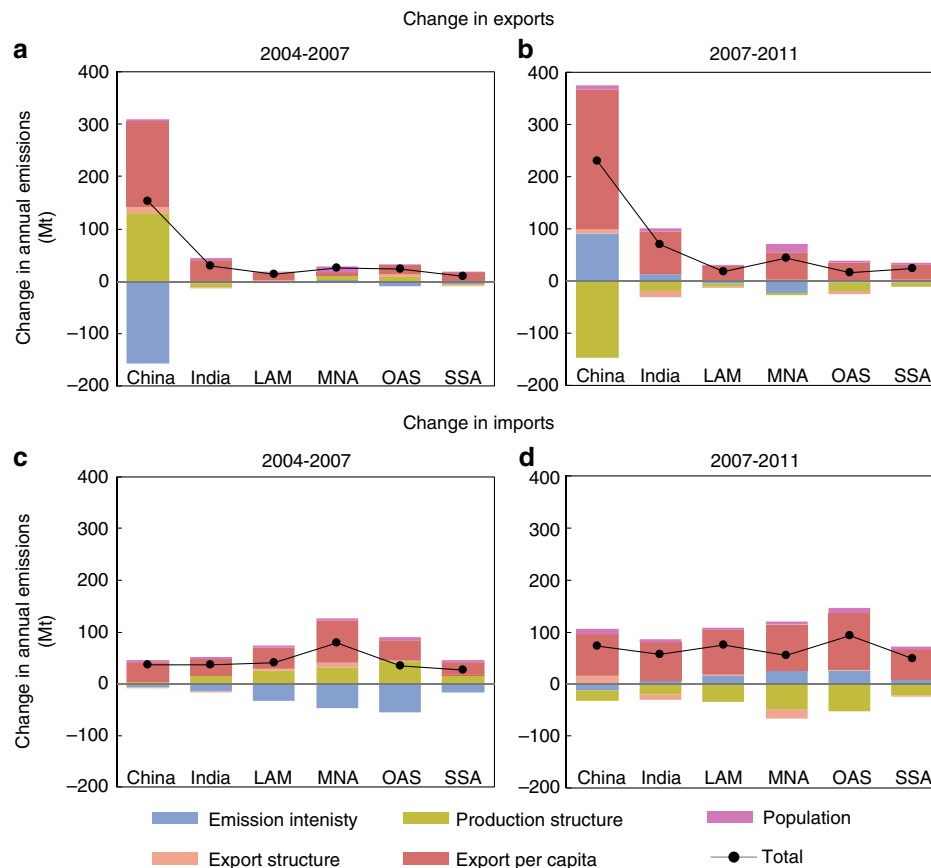 Change in exports
a
2004-2007
b
2007-2011
Change in annual emissions
(Mt)
400
300
200
100
0
–100
–200
China India LAM MNA OAS SSA
400
300
200
100
0
–100
–200
China India LAM MNA OAS SSA
Change in imports
c
2004-2007
d
2007-2011
Change in annual emissions
(Mt)
400
300
200
100
0
–100
–200
China India LAM MNA OAS SSA
400
300
200
100
0
–100
–200
China India LAM MNA OAS SSA
Emission intenisty Production structure Population
Export structure Export per capita Total